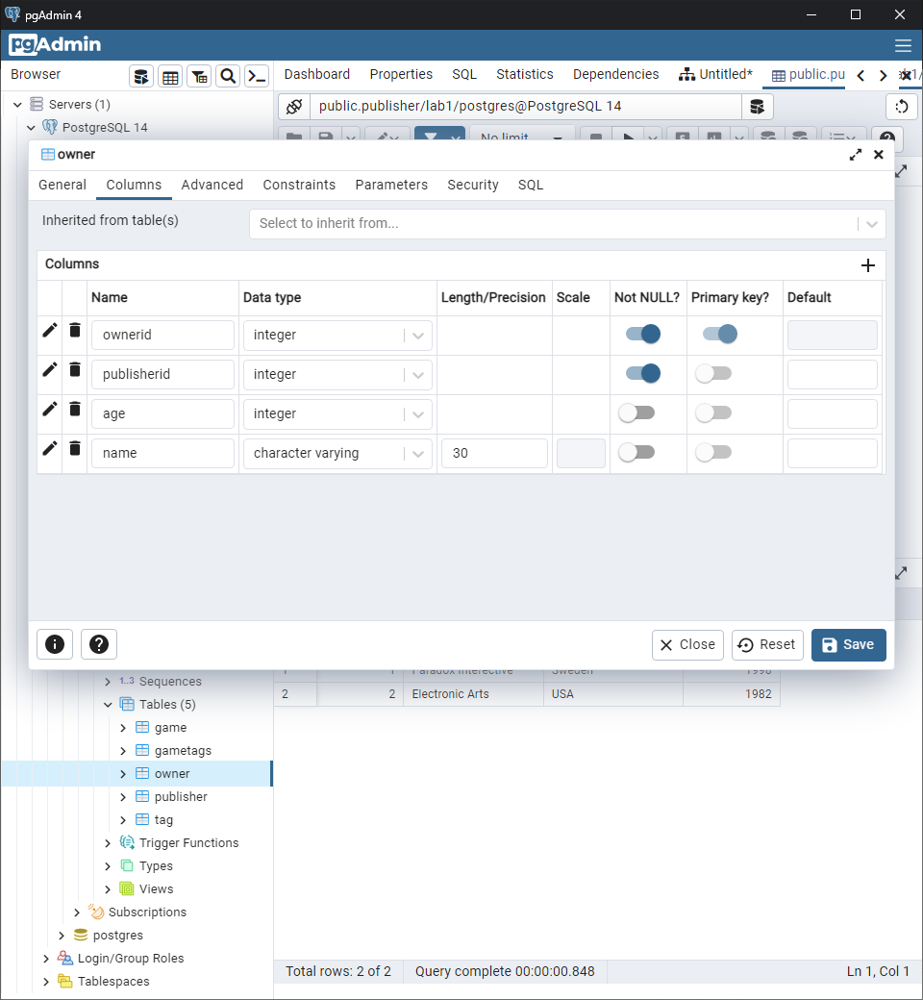 pgAdmin 4
pgAdmin
Browser
Dashboard Properties SQL Statistics Dependencies Untitled* public.pu
Servers (1)
PostgreSQL 14
public.publisher/lab1/postgres@PostgreSQL 14
No limit
owner
General Columns Advanced Constraints Parameters Security SQL
Inherited from table(s) Select to inherit from...
Columns
Name Data type Length/Precision Scale Not NULL? Primary key? Default
ownerid integer
publisherid integer
age integer
name character varying 30
Close Reset Save
1 1 Paradox Interective Sweden 1998
2 2 Electronic Arts USA 1982
1..3 Sequences
Tables (5)
game
gametags
owner
publisher
tag
Trigger Functions
Types
Views
Subscriptions
postgres
Login/Group Roles
Tablespaces
Total rows: 2 of 2 Query complete 00:00:00.848 Ln 1, Col 1